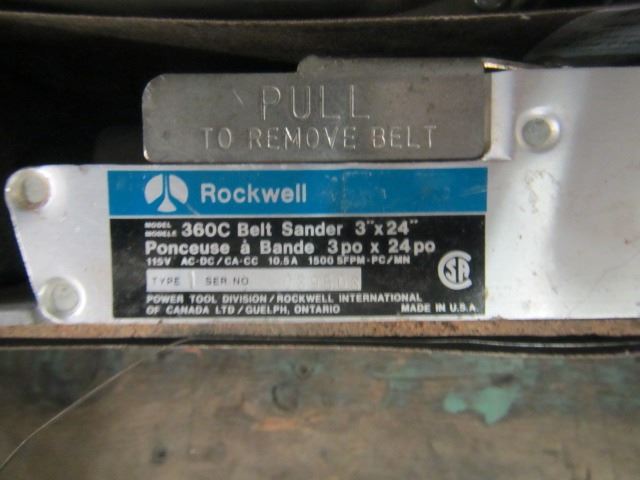 PULL
TO REMOVE BELT
Rockwell
MODEL
MODELE 360C Belt Sander 3"x24"
Ponceuse à Bande 3po x 24po
115V AC-DC/CA-CC 10.5A 1500 SFPM-PC/MN
TYPE 1 SER. NO.
POWER TOOL DIVISION/ROCKWELL INTERNATIONAL
OF CANADA LTD/GUELPH, ONTARIO MADE IN U.S.A.